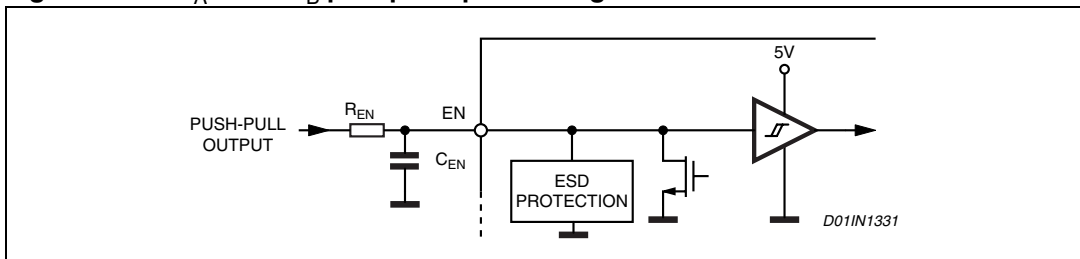 5V
PUSH-PULL
OUTPUT
R_EN
EN
C_EN
ESD
PROTECTION
D01IN1331